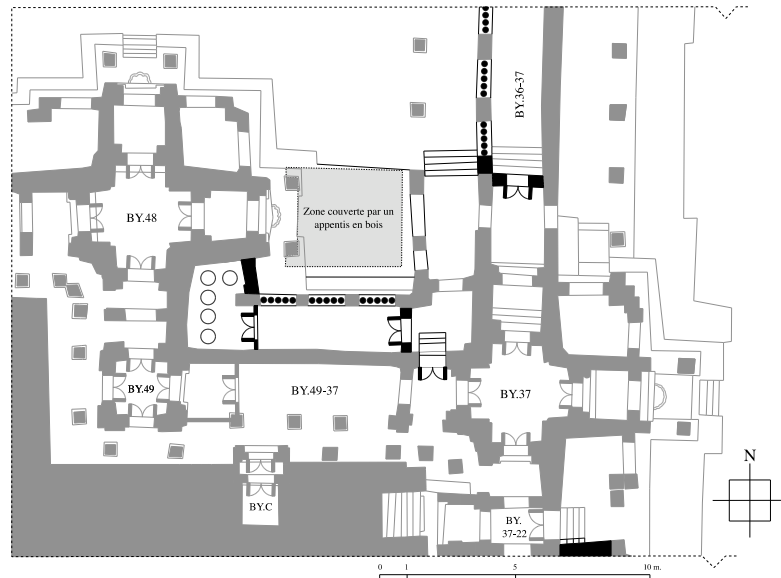 BY.36-37
BY.48
Zone couverte par un
appentis en bois
BY.49
BY.49-37
BY.37
N
BY.C
BY.
37-22
0 1 5 10 m.